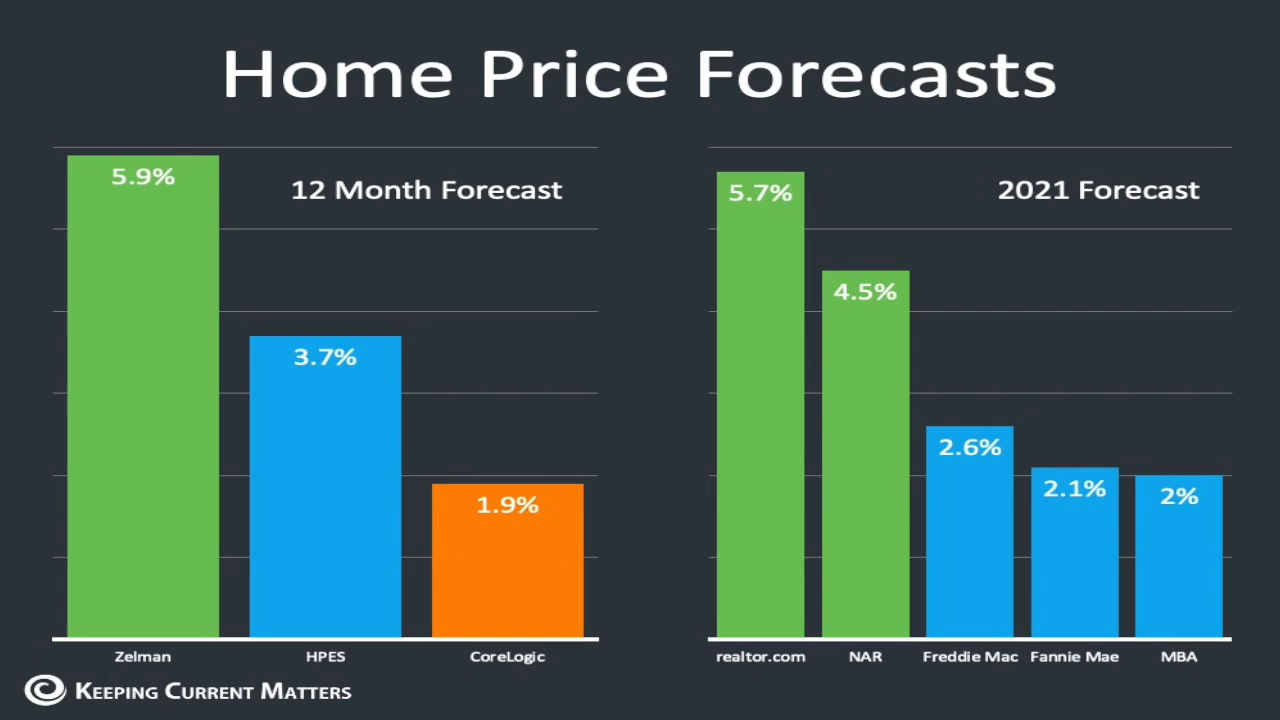 Home Price Forecasts
12 Month Forecast
5.9%
3.7%
1.9%
Zelman
HPES
CoreLogic
2021 Forecast
5.7%
4.5%
2.6%
2.1%
2%
realtor.com
NAR
Freddie Mac
Fannie Mae
MBA
KEEPING CURRENT MATTERS